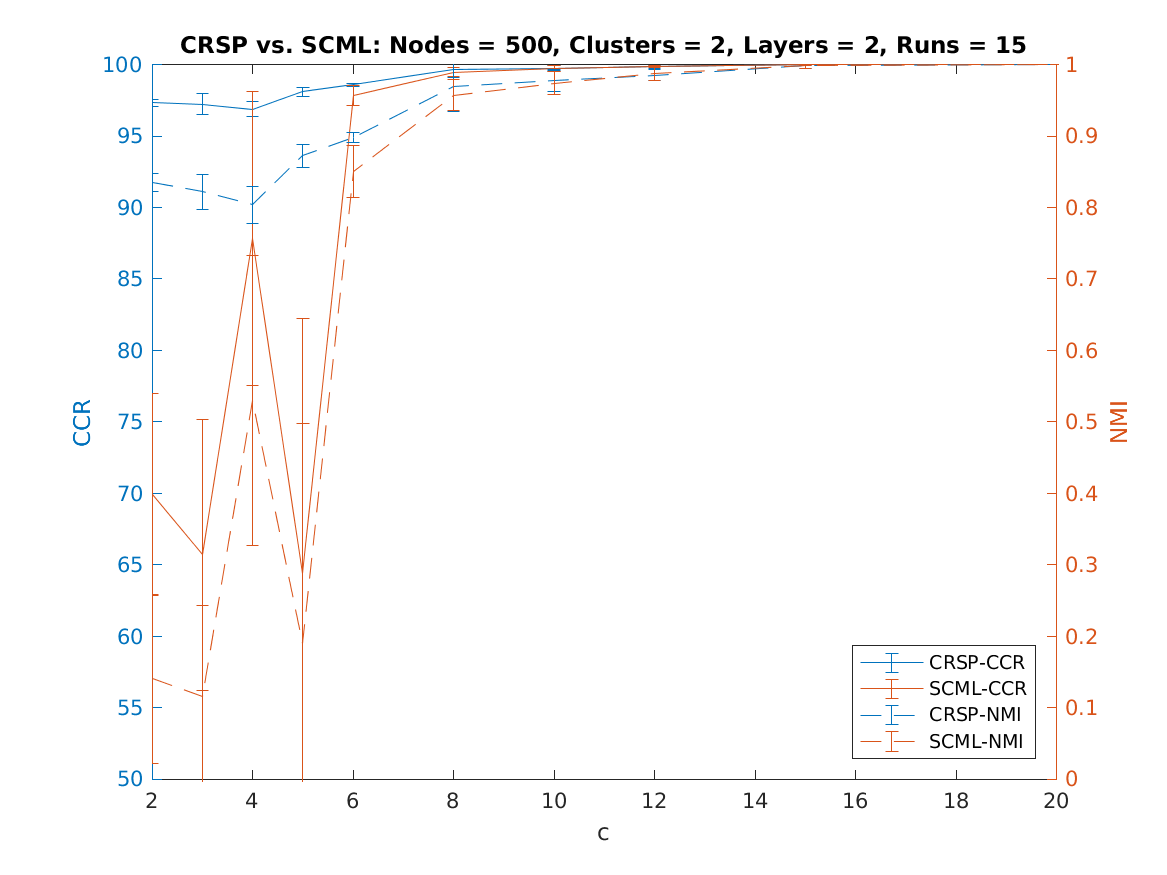 CRSP vs. SCML: Nodes = 500, Clusters = 2, Layers = 2, Runs = 15
100
95
90
85
80
75
70
65
60
55
50
CCR
1
0.9
0.8
0.7
0.6
0.5
0.4
0.3
0.2
0.1
0
NMI
CRSP-CCR
SCML-CCR
CRSP-NMI
SCML-NMI
2 4 6 8 10 12 14 16 18 20
c